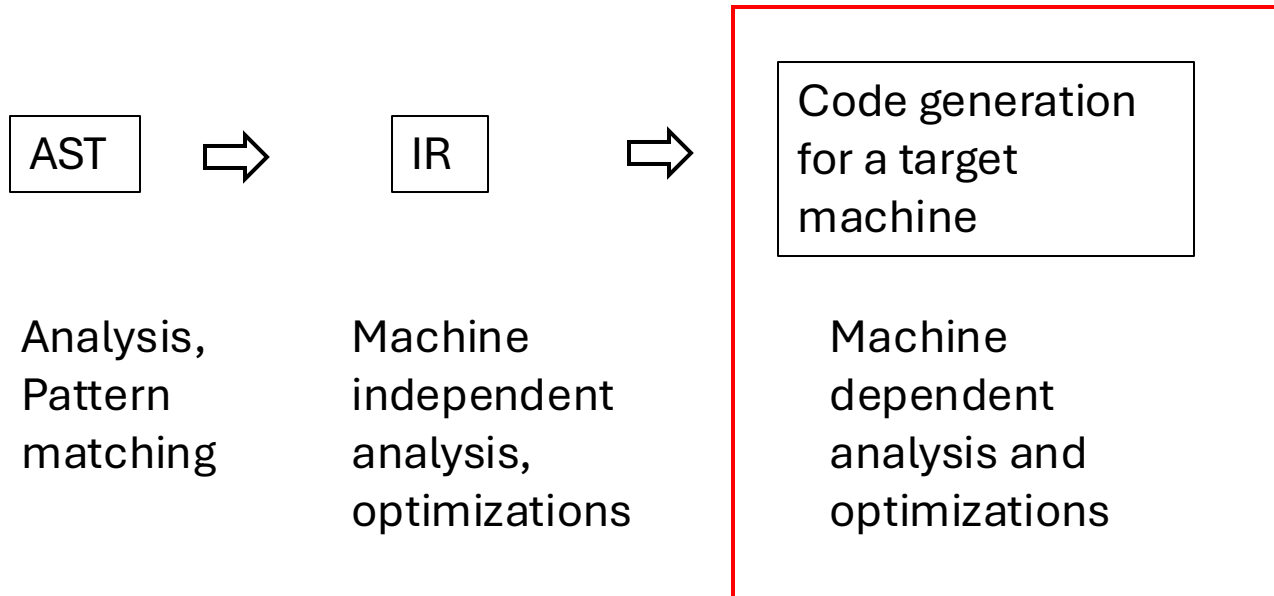 AST
IR
Code generation
for a target
machine
Analysis,
Pattern
matching
Machine
independent
analysis,
optimizations
Machine
dependent
analysis and
optimizations